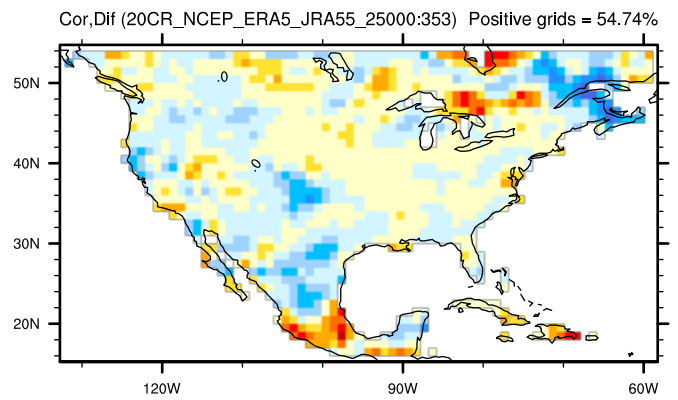 Cor,Dif (20CR_NCEP_ERA5_JRA55_25000:353) Positive grids = 54.74%
50N
40N
30N
20N
120W 90W 60W